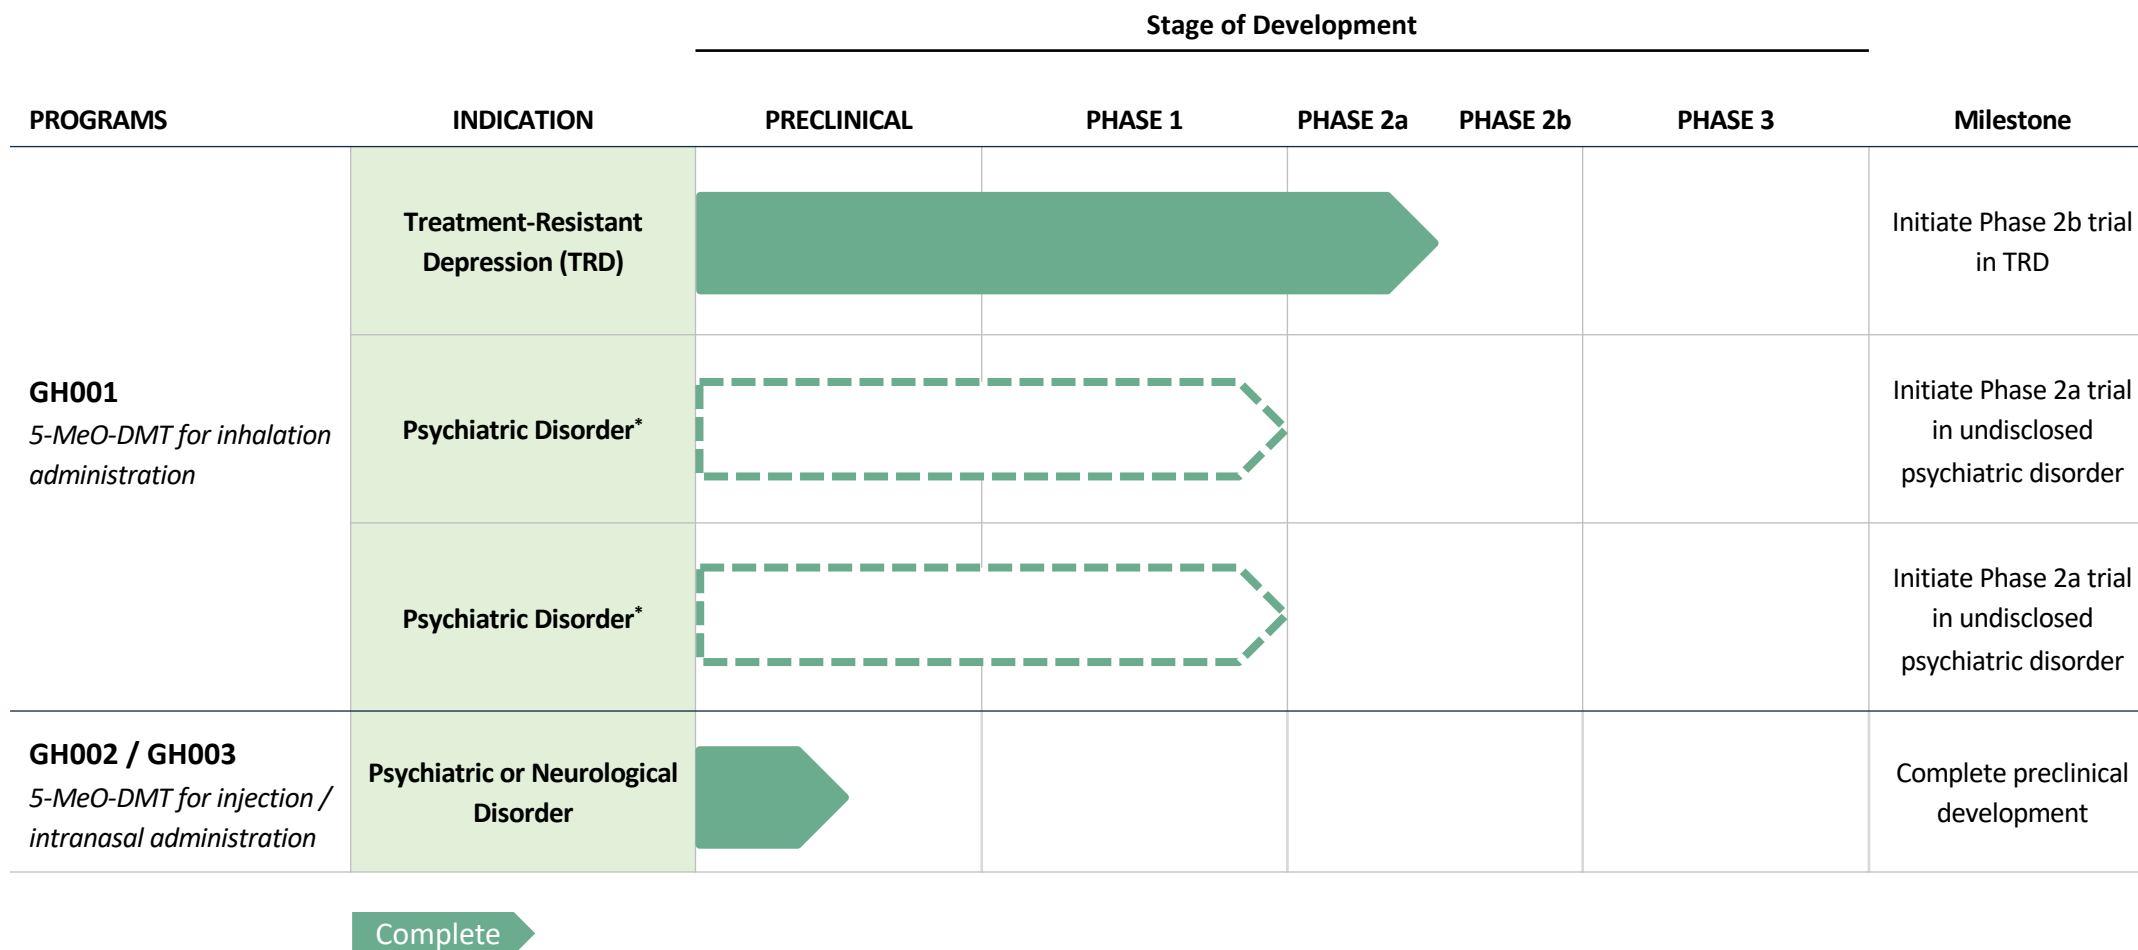 Stage of Development
PROGRAMS INDICATION PRECLINICAL PHASE 1 PHASE 2a PHASE 2b PHASE 3 Milestone
GH001
5-MeO-DMT for inhalation
administration
Treatment-Resistant
Depression (TRD)
Initiate Phase 2b trial
in TRD
Psychiatric Disorder*
Initiate Phase 2a trial
in undisclosed
psychiatric disorder
Psychiatric Disorder*
Initiate Phase 2a trial
in undisclosed
psychiatric disorder
GH002 / GH003
5-MeO-DMT for injection /
intranasal administration
Psychiatric or Neurological
Disorder
Complete preclinical
development
Complete